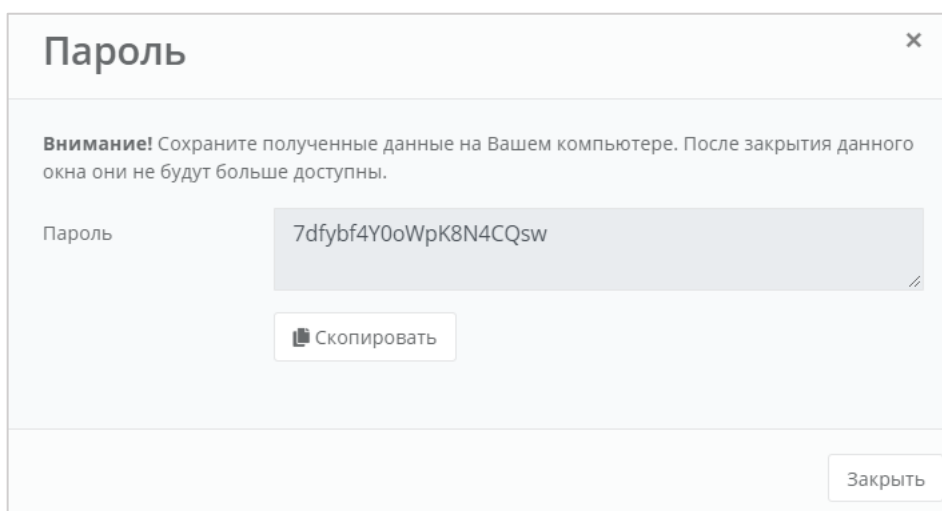 Пароль
×
Внимание! Сохраните полученные данные на Вашем компьютере. После закрытия данного
окна они не будут больше доступны.
Пароль
7dfybf4Y0oWpK8N4CQsw
Скопировать
Закрыть